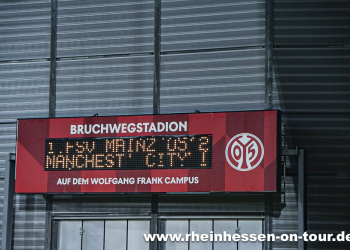 BRUCHWEGSTADION
1.FSV MAINZ'05'2
MANCHEST' CITY 1
AUF DEM WOLFGANG FRANK CAMPUS
www.rheinhessen-on-tour.de